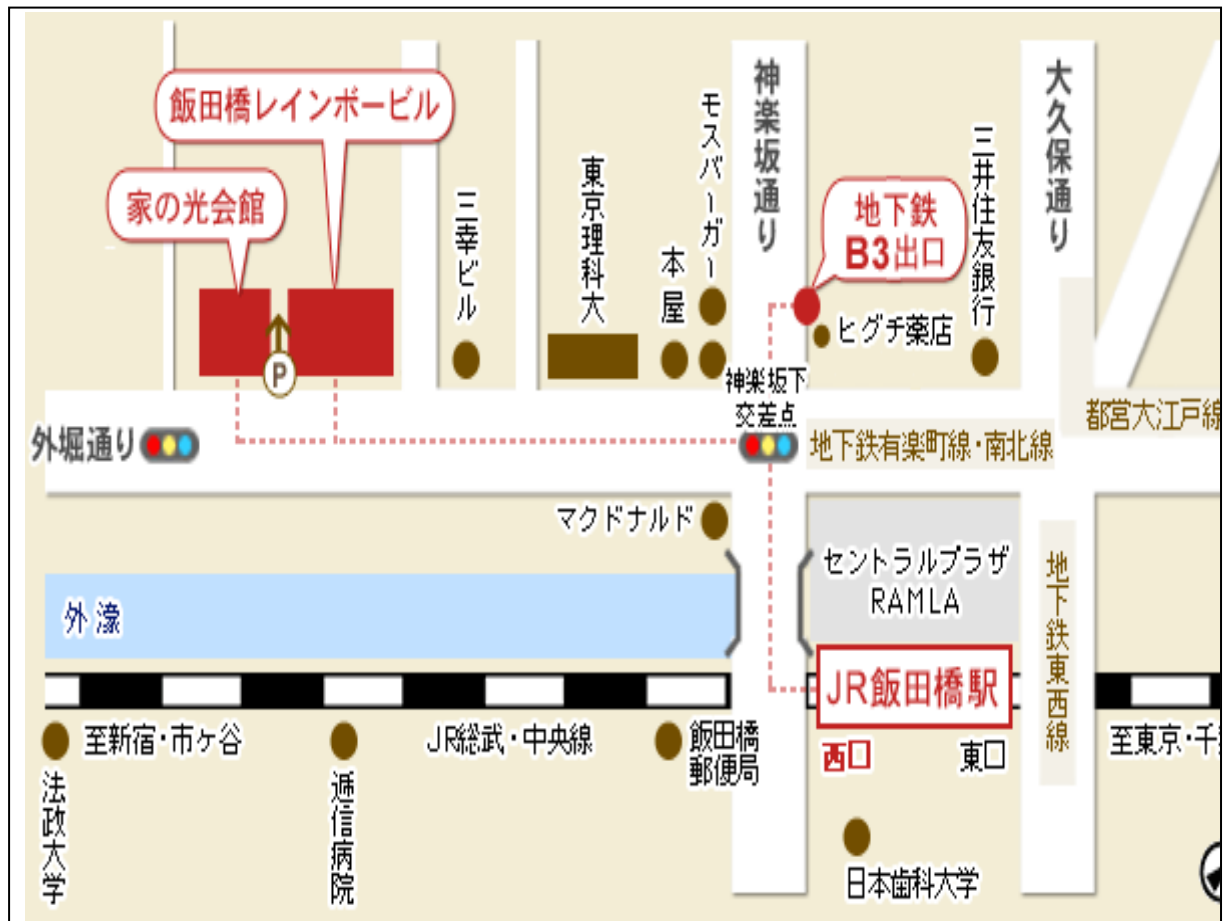 飯田橋レインボービル
家の光会館
P
三幸ビル
東京理科大
本屋
モスバーガー
神楽坂通り
地下鉄
B3出口
ヒグチ薬店
三井住友銀行
大久保通り
神楽坂下
交差点
外堀通り
地下鉄有楽町線・南北線
都営大江戸線
マクドナルド
セントラルプラザ
RAMLA
地下鉄東西線
外濠
JR飯田橋駅
至新宿・市ヶ谷
JR総武・中央線
飯田橋
郵便局
西口
東口
至東京・千
法政大学
逓信病院
日本歯科大学